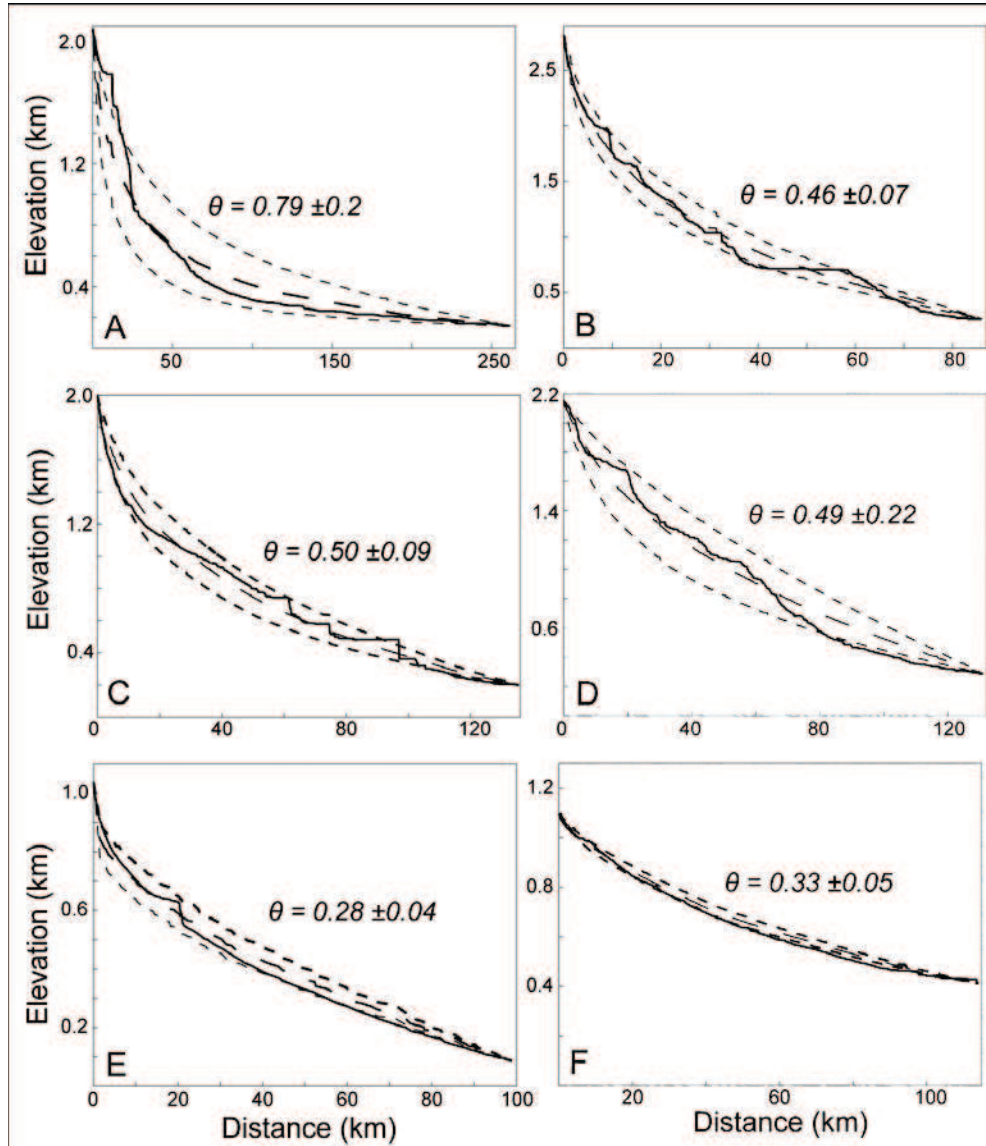 2.0
1.2
0.4
Elevation (km)
θ = 0.79 ±0.2
A
50
150
250
2.5
1.5
0.5
θ = 0.46 ±0.07
B
0
20
40
60
80
2.0
1.2
0.4
Elevation (km)
θ = 0.50 ±0.09
C
0
40
80
120
2.2
1.4
0.6
θ = 0.49 ±0.22
D
0
40
80
120
1.0
0.6
0.2
Elevation (km)
θ = 0.28 ±0.04
E
0
20
40
60
80
100
Distance (km)
1.2
0.8
0.4
θ = 0.33 ±0.05
F
20
60
100
Distance (km)